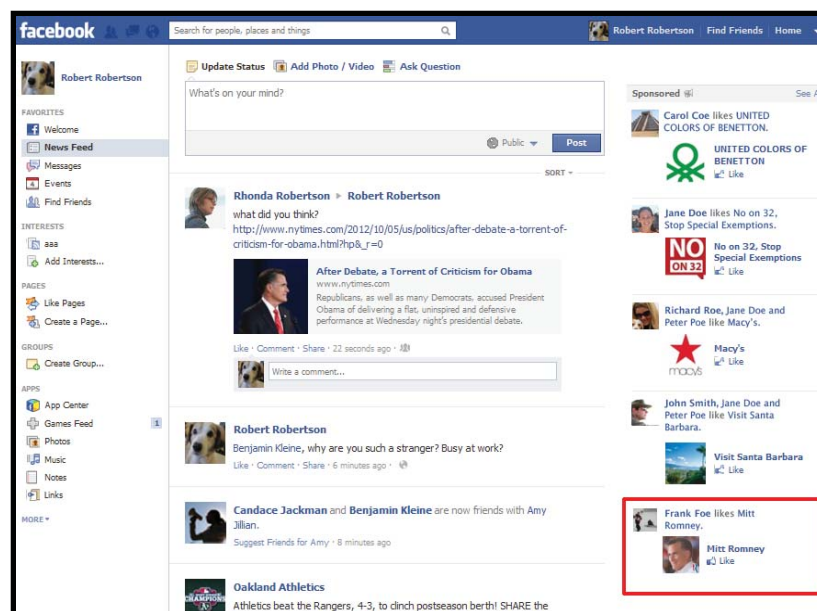 facebook
Search for people, places and things
Robert Robertson Find Friends Home
Robert Robertson
FAVORITES
Welcome
News Feed
Messages
Events
Find Friends
INTERESTS
aaa
Add Interests...
PAGES
Like Pages
Create a Page...
GROUPS
Create Group...
APPS
App Center
Games Feed 1
Photos
Music
Notes
Links
MORE
Update Status Add Photo / Video Ask Question
What's on your mind?
Public Post
SORT
Rhonda Robertson ▸ Robert Robertson
what did you think?
http://www.nytimes.com/2012/10/05/us/politics/after-debate-a-torrent-of-
criticism-for-obama.html?hp&_r=0
After Debate, a Torrent of Criticism for Obama
www.nytimes.com
Republicans, as well as many Democrats, accused President
Obama of delivering a flat, uninspired and defensive
performance at Wednesday night's presidential debate.
Like · Comment · Share · 22 seconds ago ·
Write a comment...
Robert Robertson
Benjamin Kleine, why are you such a stranger? Busy at work?
Like · Comment · Share · 6 minutes ago ·
Candace Jackman and Benjamin Kleine are now friends with Amy
Jillian.
Suggest Friends for Amy · 8 minutes ago
CHAMPIONS
Oakland Athletics
Athletics beat the Rangers, 4-3, to clinch postseason berth! SHARE the
Sponsored See A
Carol Coe likes UNITED
COLORS OF BENETTON.
UNITED COLORS OF
BENETTON
Like
Jane Doe likes No on 32,
Stop Special Exemptions.
NO
ON 32
No on 32, Stop
Special Exemptions
Like
Richard Roe, Jane Doe and
Peter Poe like Macy's.
macy's
Macy's
Like
John Smith, Jane Doe and
Peter Poe like Visit Santa
Barbara.
Visit Santa Barbara
Like
Frank Foe likes Mitt
Romney.
Mitt Romney
Like